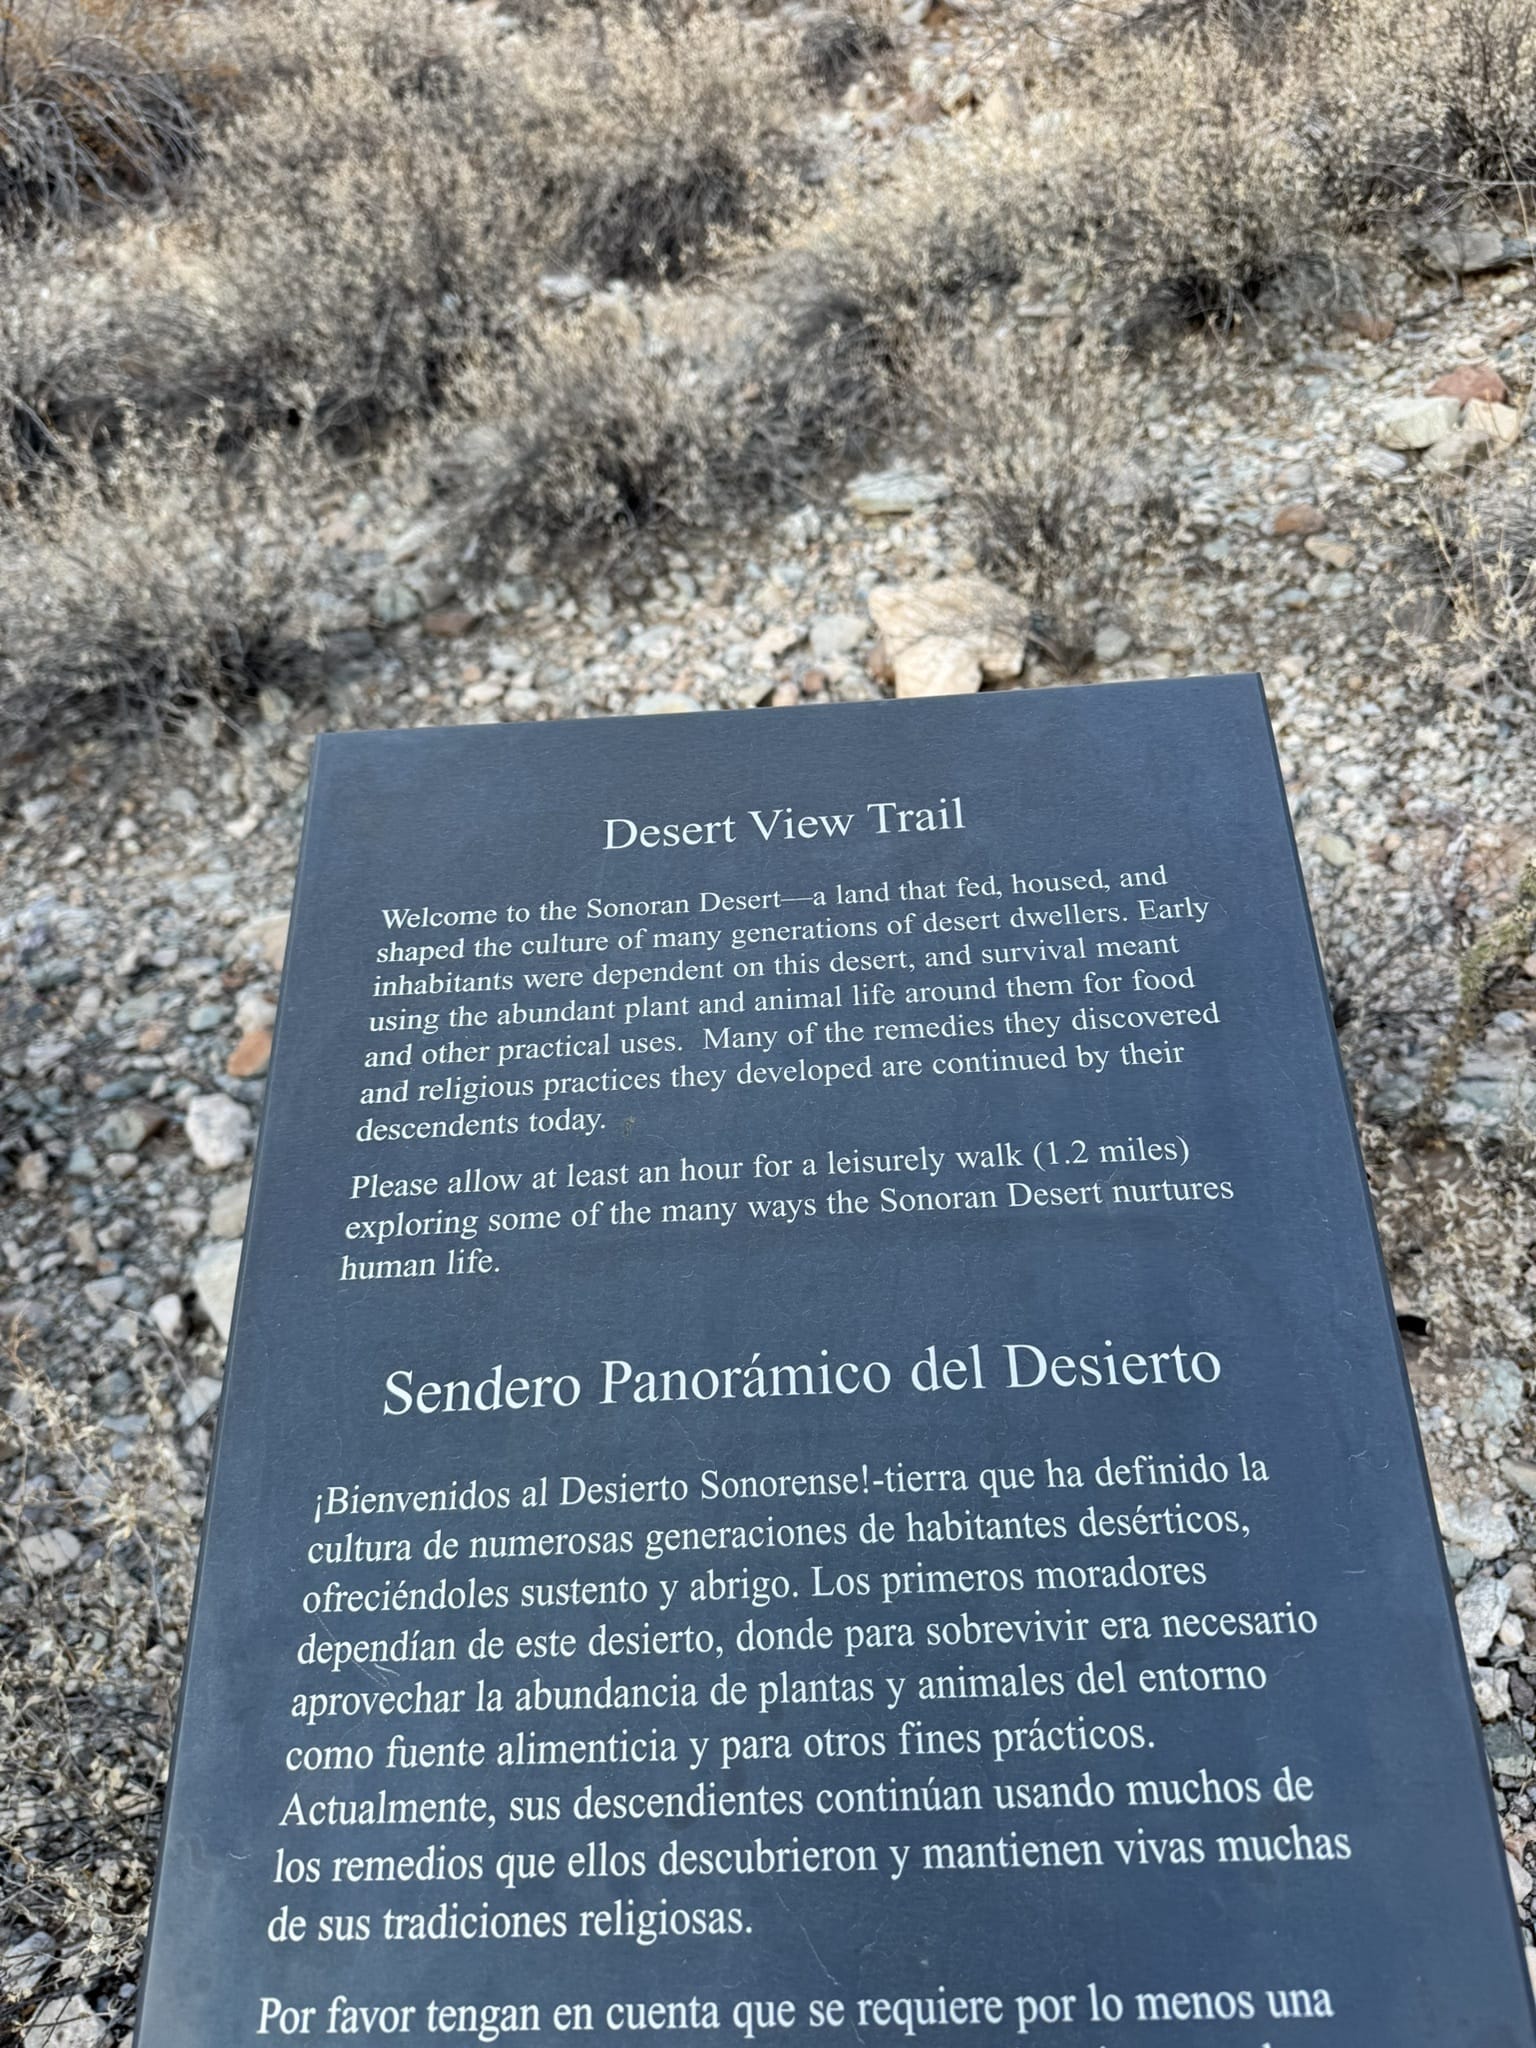 Desert View Trail
Welcome to the Sonoran Desert—a land that fed, housed, and
shaped the culture of many generations of desert dwellers. Early
inhabitants were dependent on this desert, and survival meant
using the abundant plant and animal life around them for food
and other practical uses.  Many of the remedies they discovered
and religious practices they developed are continued by their
descendents today.
Please allow at least an hour for a leisurely walk (1.2 miles)
exploring some of the many ways the Sonoran Desert nurtures
human life.
Sendero Panorámico del Desierto
¡Bienvenidos al Desierto Sonorense!-tierra que ha definido la
cultura de numerosas generaciones de habitantes desérticos,
ofreciéndoles sustento y abrigo. Los primeros moradores
dependían de este desierto, donde para sobrevivir era necesario
aprovechar la abundancia de plantas y animales del entorno
como fuente alimenticia y para otros fines prácticos.
Actualmente, sus descendientes continúan usando muchos de
los remedios que ellos descubrieron y mantienen vivas muchas
de sus tradiciones religiosas.
Por favor tengan en cuenta que se requiere por lo menos una